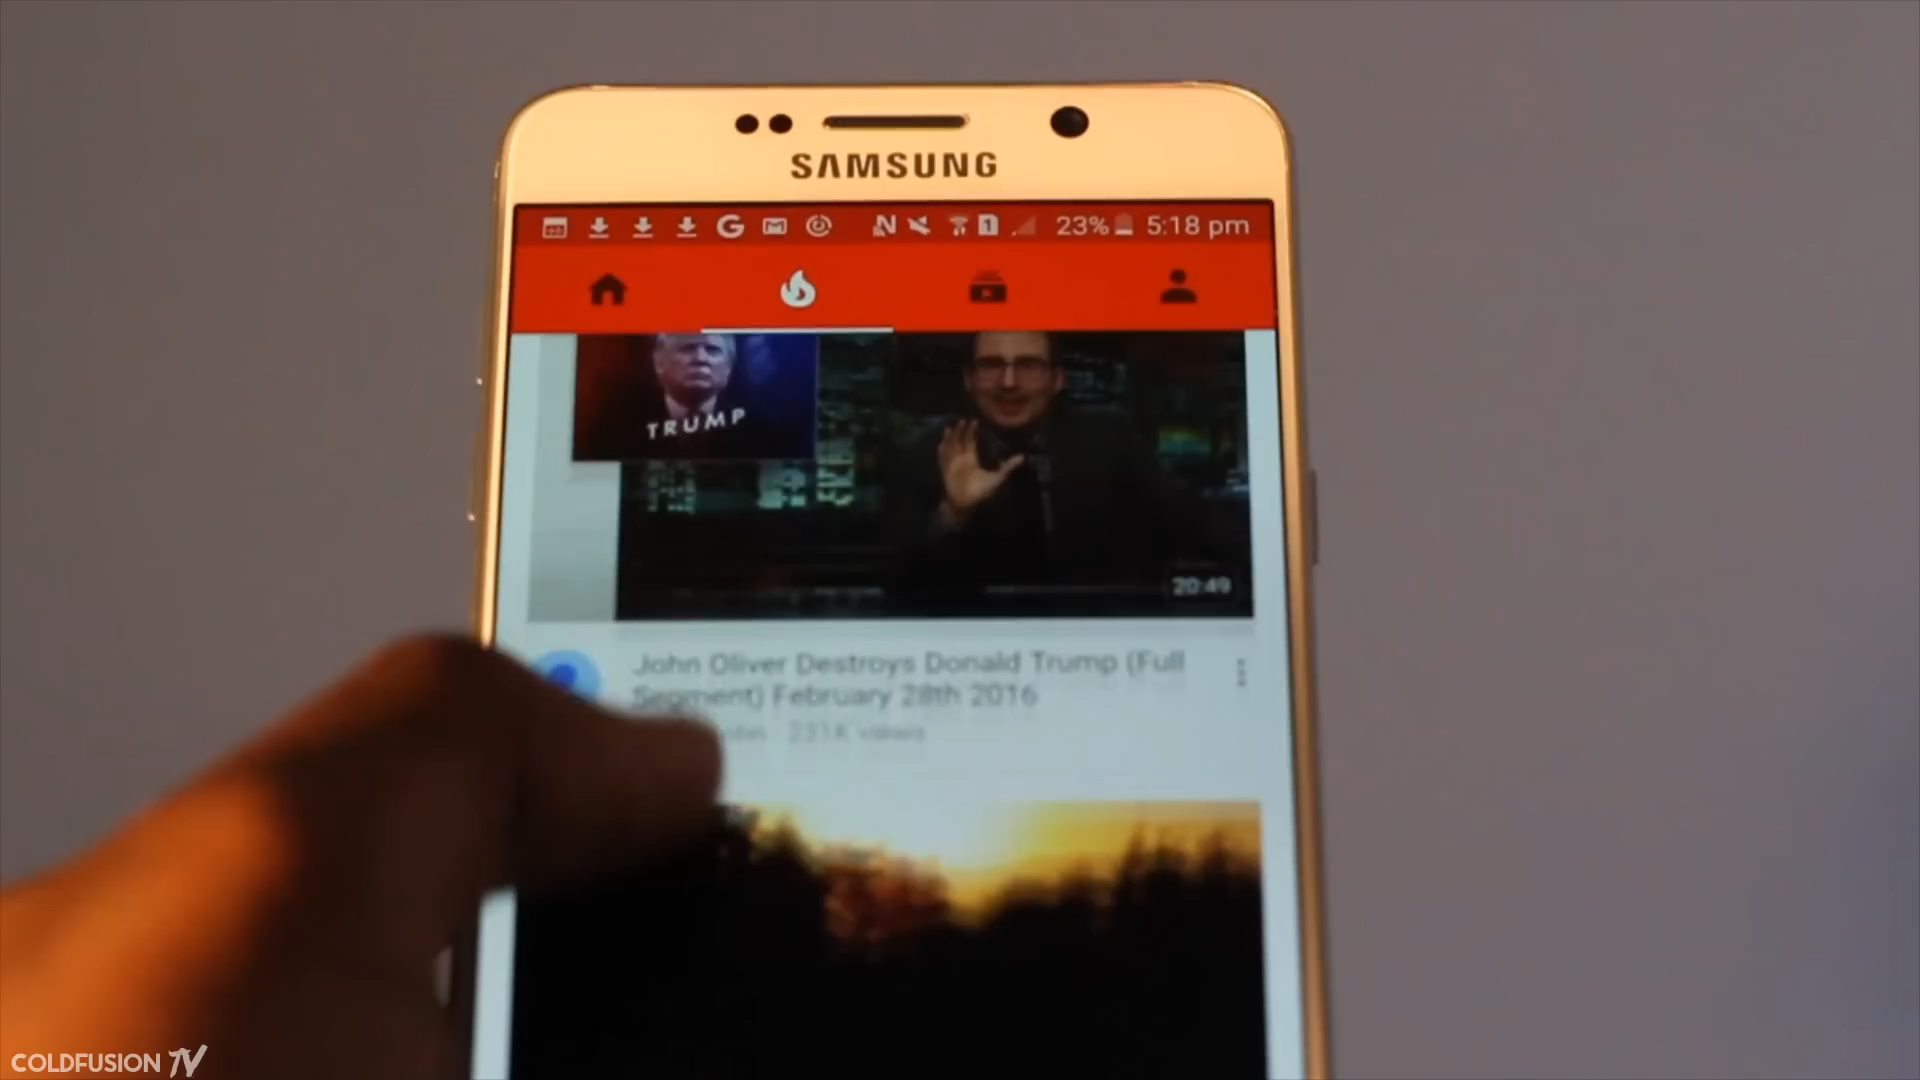 SAMSUNG
23% 5:18 pm
TRUMP
20:49
John Oliver Destroys Donald Trump (Full
Segment) February 28th 2016
231K views
COLDFUSION TV